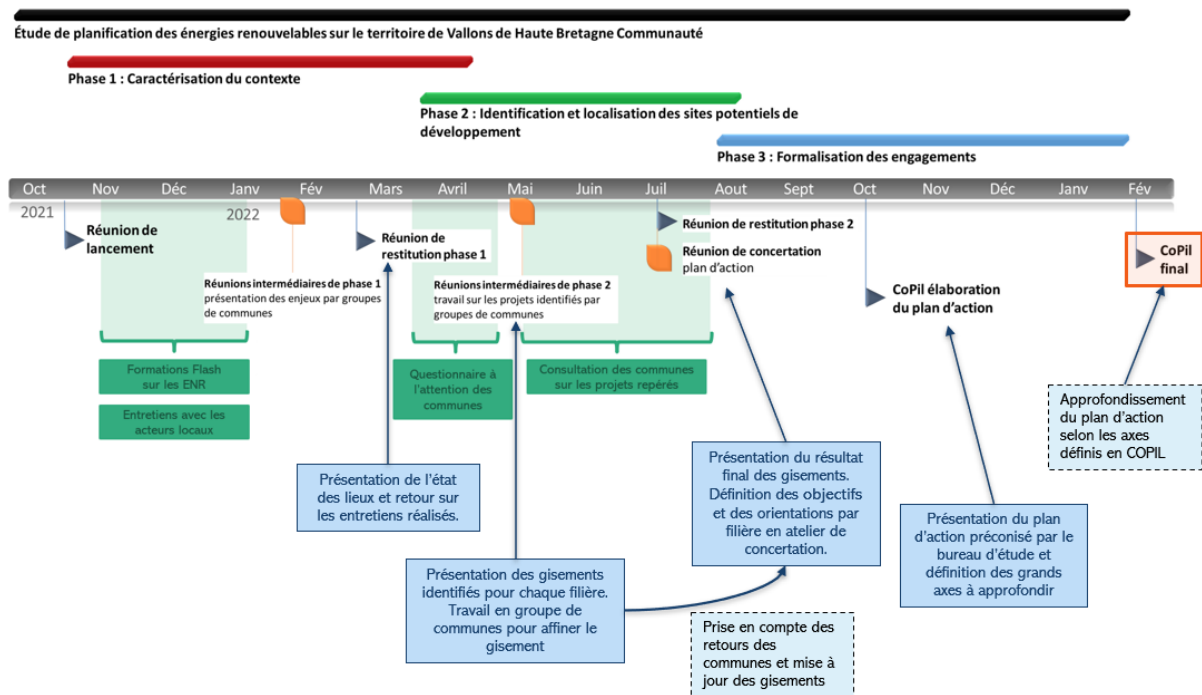 Étude de planification des énergies renouvelables sur le territoire de Vallons de Haute Bretagne Communauté
Phase 1 : Caractérisation du contexte
Phase 2 : Identification et localisation des sites potentiels de
développement
Phase 3 : Formalisation des engagements
Oct Nov Déc Janv Fév Mars Avril Mai Juin Juil Aout Sept Oct Nov Déc Janv Fév
2021 2022
Réunion de
lancement
Réunions intermédiaires de phase 1
présentation des enjeux par groupes
de communes
Réunion de
restitution phase 1
Réunions intermédiaires de phase 2
travail sur les projets identifiés par
groupes de communes
Réunion de restitution phase 2
Réunion de concertation
plan d'action
CoPil élaboration
du plan d'action
CoPil
final
Formations Flash
sur les ENR
Entretiens avec les
acteurs locaux
Questionnaire à
l'attention des
communes
Consultation des communes
sur les projets repérés
Présentation de l'état
des lieux et retour sur
les entretiens réalisés.
Présentation des gisements
identifiés pour chaque filière.
Travail en groupe de
communes pour affiner le
gisement
Présentation du résultat
final des gisements.
Définition des objectifs
et des orientations par
filière en atelier de
concertation.
Prise en compte des
retours des
communes et mise à
jour des gisements
Présentation du plan
d'action préconisé par le
bureau d'étude et
définition des grands
axes à approfondir
Approfondissement
du plan d'action
selon les axes
définis en COPIL